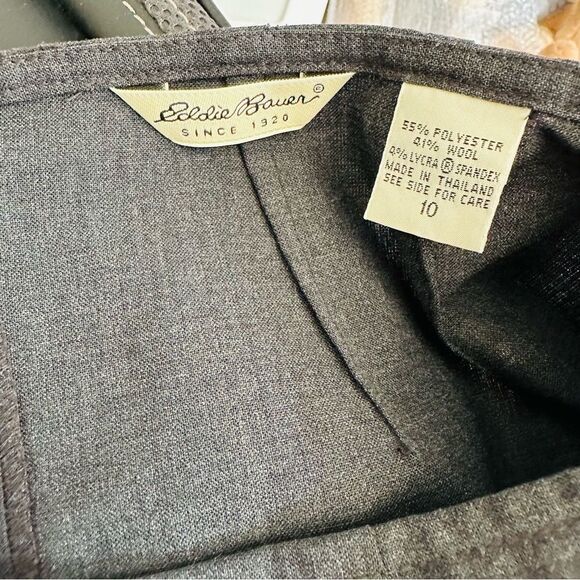 Eddie Bauer ©
SINCE 1920
55% POLYESTER
41% WOOL
4% LYCRA ® SPANDEX
MADE IN THAILAND
SEE SIDE FOR CARE
10